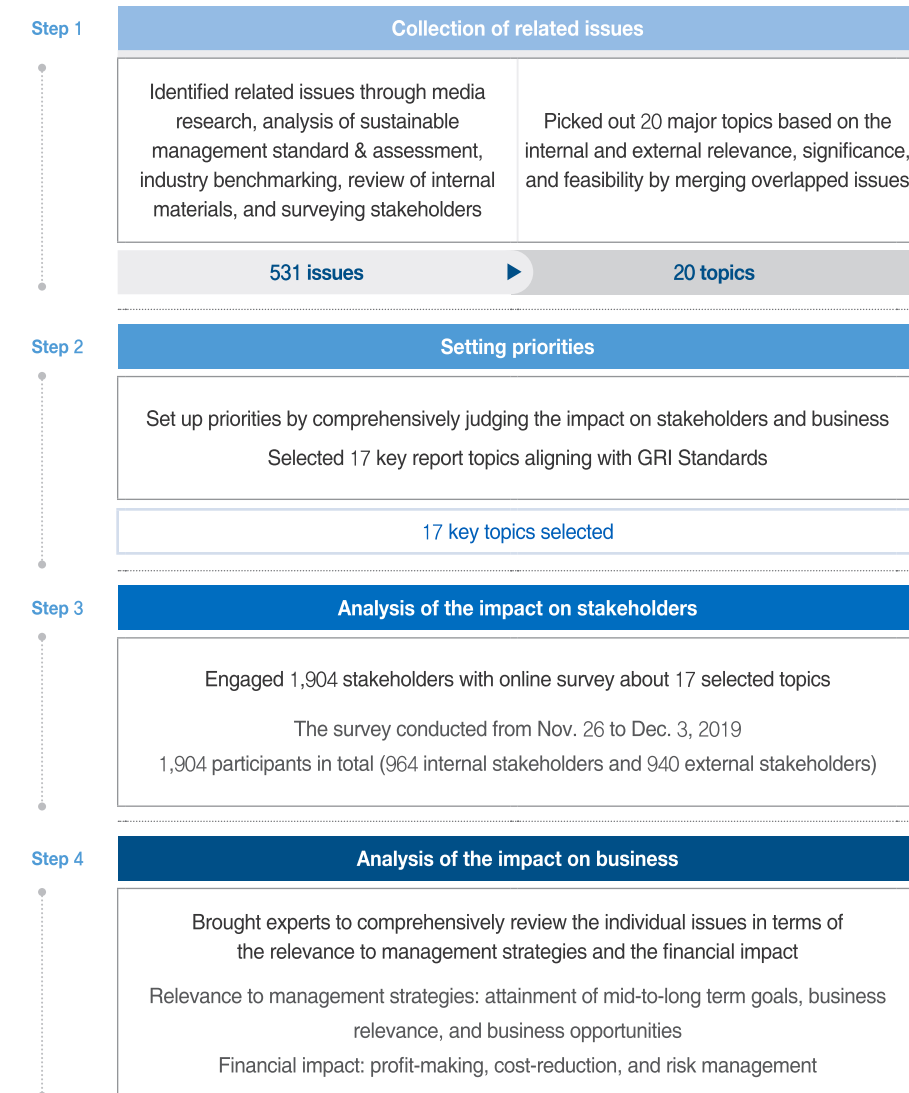 Step 1
Collection of related issues
Identified related issues through media
research, analysis of sustainable
management standard & assessment,
industry benchmarking, review of internal
materials, and surveying stakeholders
Picked out 20 major topics based on the
internal and external relevance, significance,
and feasibility by merging overlapped issues
531 issues
20 topics
Step 2
Setting priorities
Set up priorities by comprehensively judging the impact on stakeholders and business
Selected 17 key report topics aligning with GRI Standards
17 key topics selected
Step 3
Analysis of the impact on stakeholders
Engaged 1,904 stakeholders with online survey about 17 selected topics
The survey conducted from Nov. 26 to Dec. 3, 2019
1,904 participants in total (964 internal stakeholders and 940 external stakeholders)
Step 4
Analysis of the impact on business
Brought experts to comprehensively review the individual issues in terms of
the relevance to management strategies and the financial impact
Relevance to management strategies: attainment of mid-to-long term goals, business
relevance, and business opportunities
Financial impact: profit-making, cost-reduction, and risk management